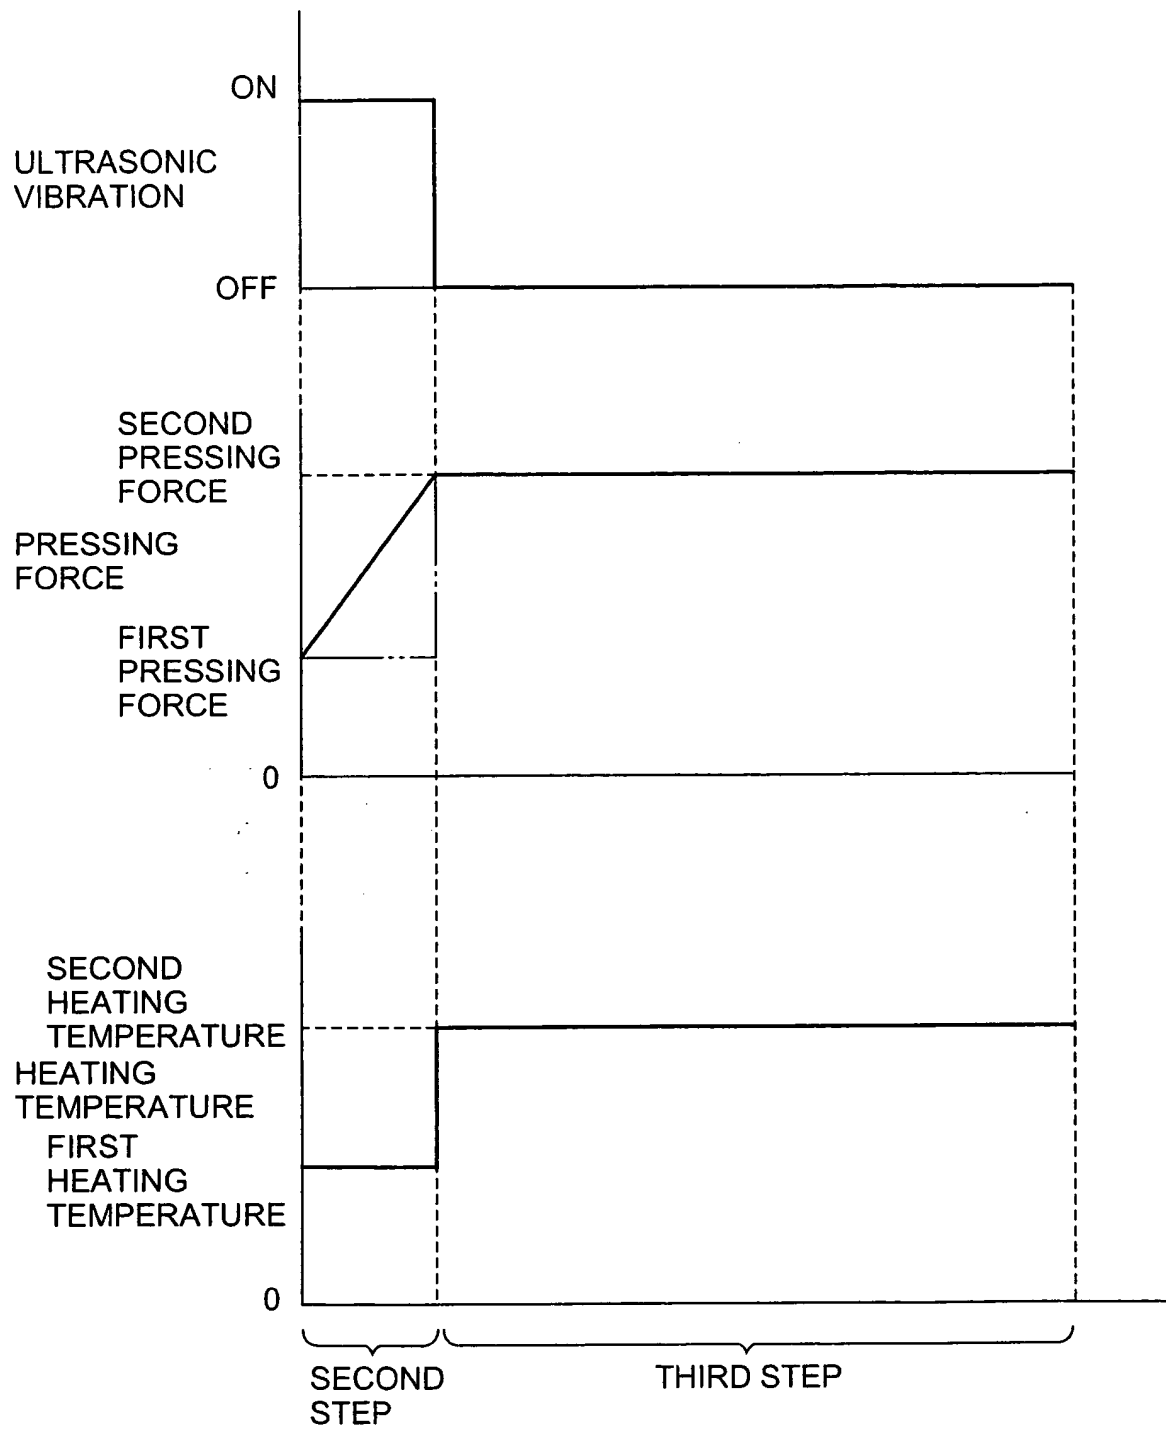 ON
ULTRASONIC
VIBRATION
OFF
SECOND
PRESSING
FORCE
PRESSING
FORCE
FIRST
PRESSING
FORCE
0
SECOND
HEATING
TEMPERATURE
HEATING
TEMPERATURE
FIRST
HEATING
TEMPERATURE
0
SECOND
STEP
THIRD STEP